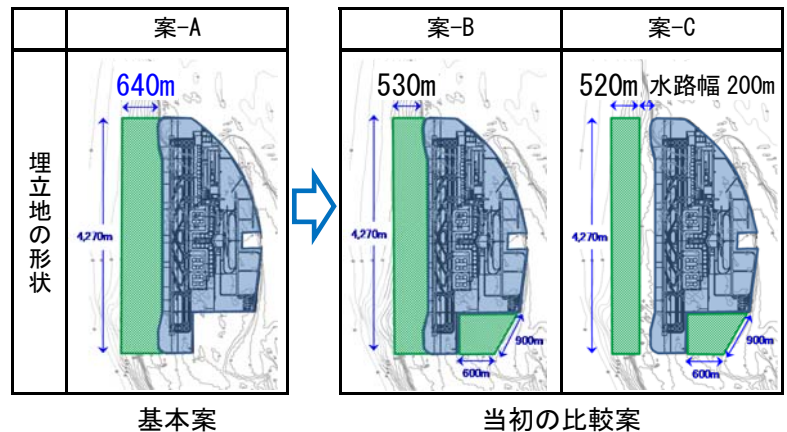 案-A
案-B
案-C
埋立地の形状
640m
4,270m
530m
4,270m
900m
600m
520m 水路幅 200m
4,270m
900m
600m
基本案
当初の比較案